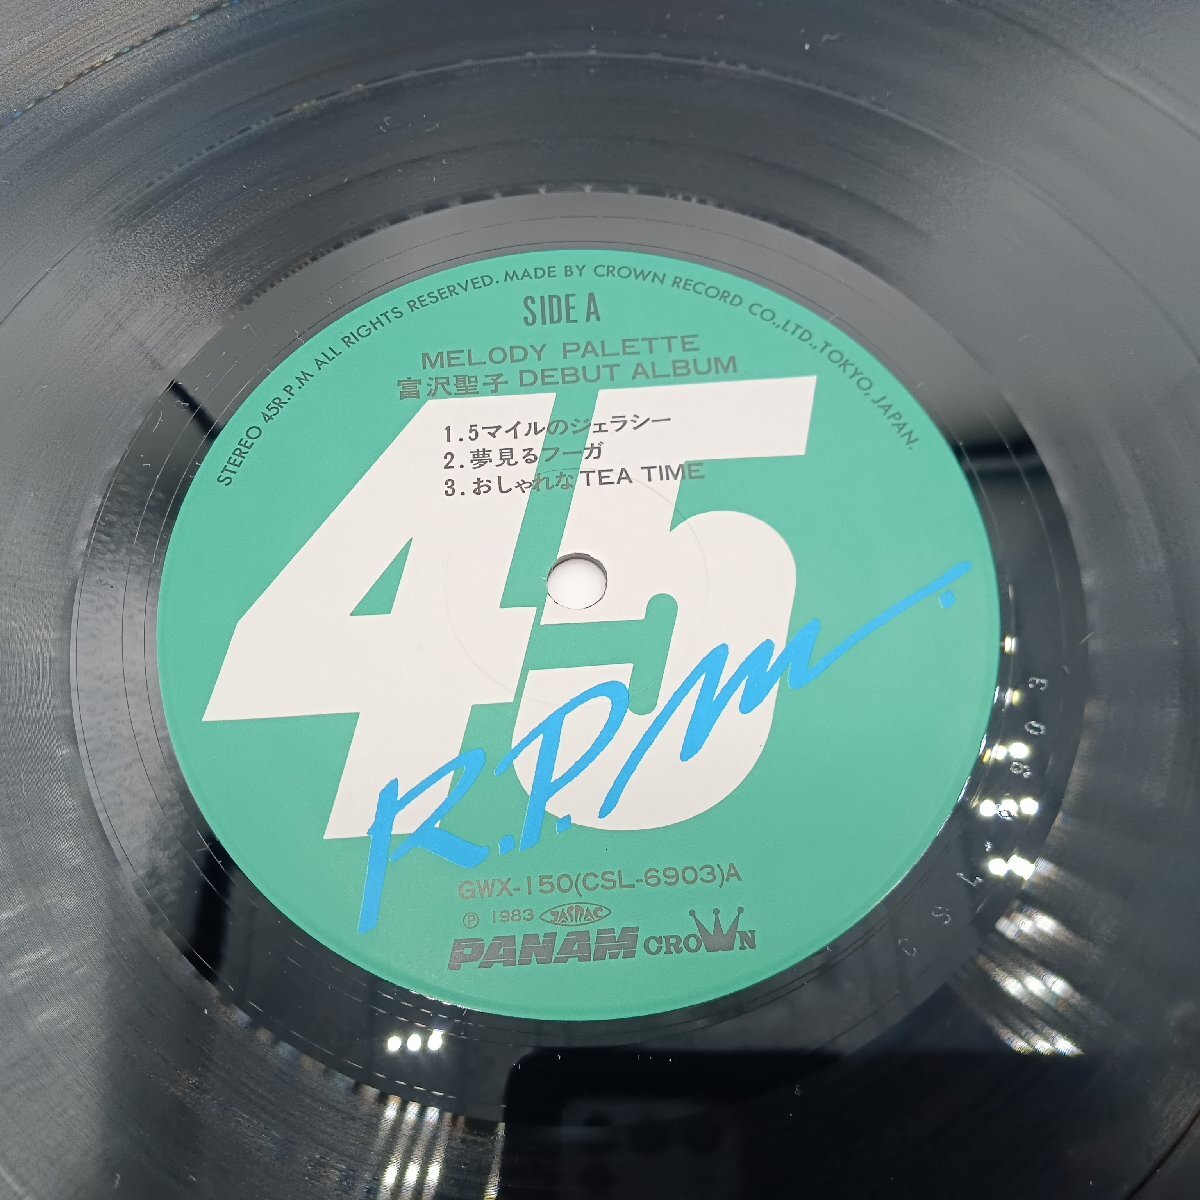 STEREO 45R.P.M ALL RIGHTS RESERVED. MADE BY CROWN RECORD CO.,LTD.,TOKYO,JAPAN.
SIDE A
MELODY PALETTE
富沢聖子 DEBUT ALBUM
1.5マイルのジェラシー
2.夢見るフーガ
3.おしゃれなTEA TIME
45
R.P.M.
GWX-150(CSL-6903)A
Ⓟ 1983 JASRAC
PANAM CROWN